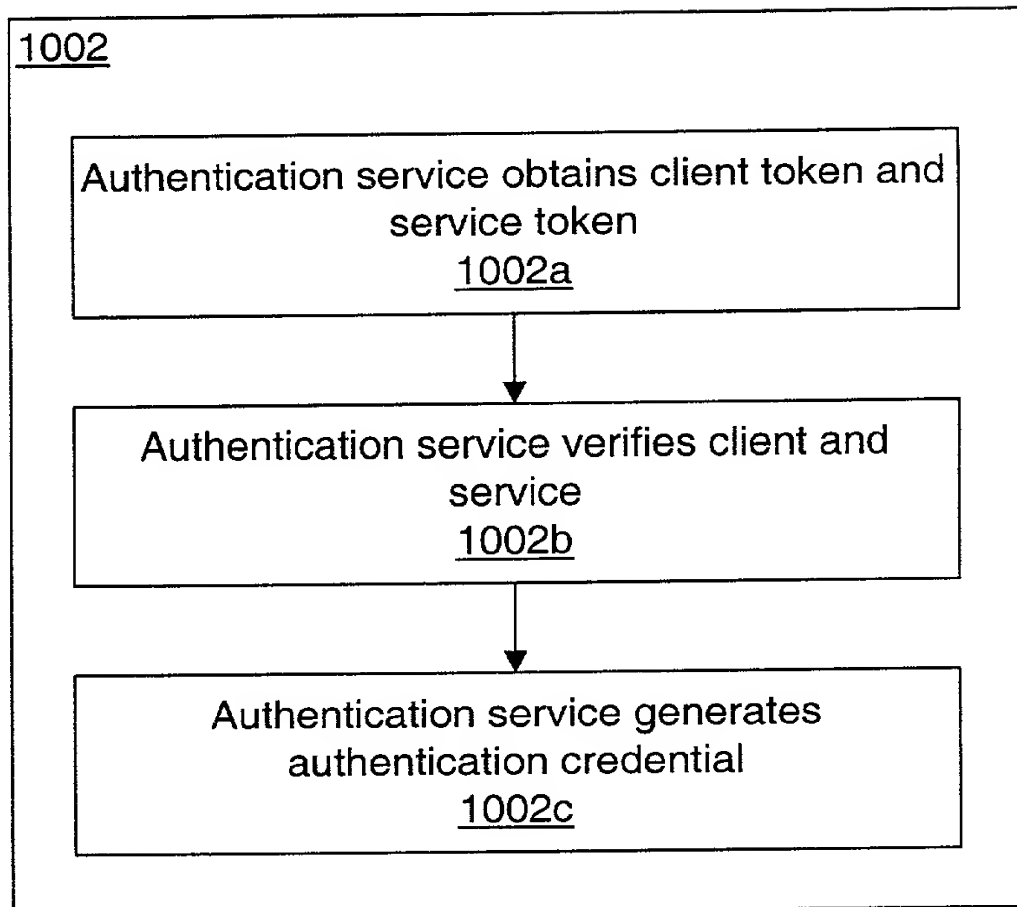 1002
Authentication service obtains client token and
service token
1002a
Authentication service verifies client and
service
1002b
Authentication service generates
authentication credential
1002c